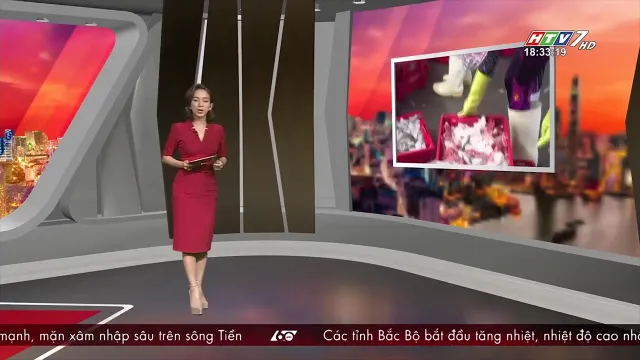 HTV7 HD
18:33:19
mạnh, mặn xâm nhập sâu trên sông Tiền 60 Các tỉnh Bắc Bộ bắt đầu tăng nhiệt, nhiệt độ cao nh